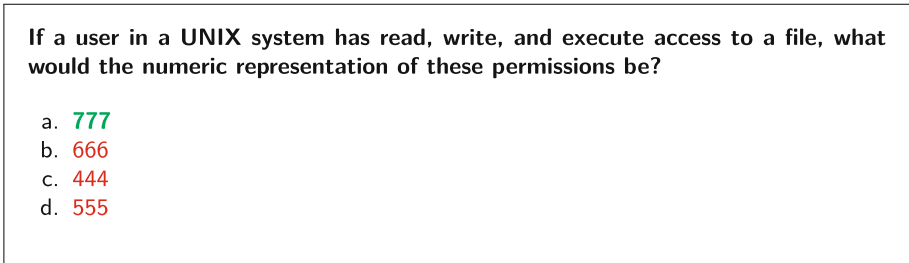 If a user in a UNIX system has read, write, and execute access to a file, what
would the numeric representation of these permissions be?
a. 777
b. 666
c. 444
d. 555